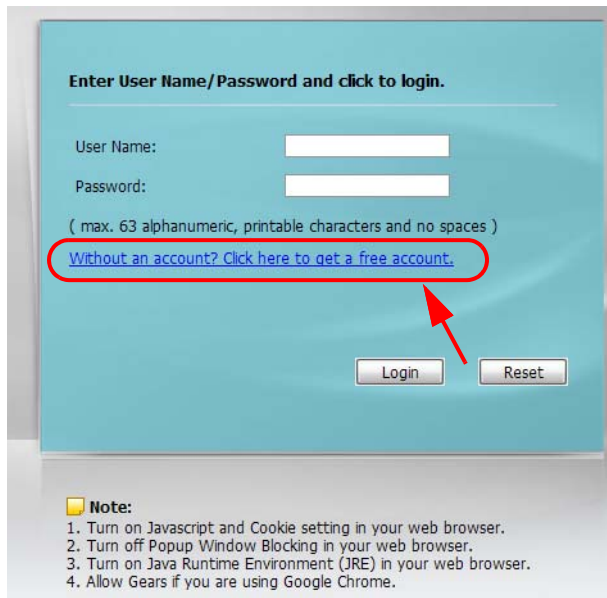 Enter User Name/Password and click to login.
User Name:
Password:
( max. 63 alphanumeric, printable characters and no spaces )
Without an account? Click here to get a free account.
Login Reset
Note:
1. Turn on Javascript and Cookie setting in your web browser.
2. Turn off Popup Window Blocking in your web browser.
3. Turn on Java Runtime Environment (JRE) in your web browser.
4. Allow Gears if you are using Google Chrome.